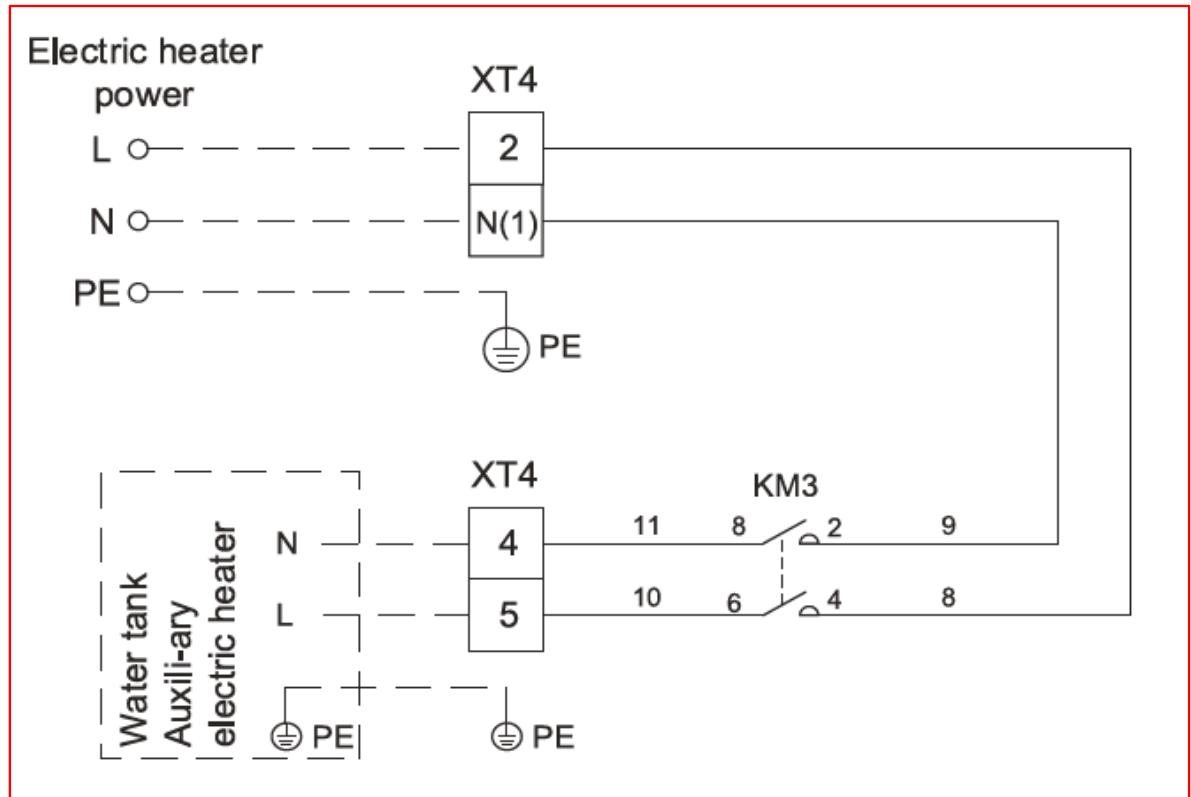 Electric heater
power
XT4
L
2
N
N(1)
PE
PE
XT4
KM3
N
4
11
8
2
9
L
5
10
6
4
8
Water tank
Auxili-ary
electric heater
PE
PE